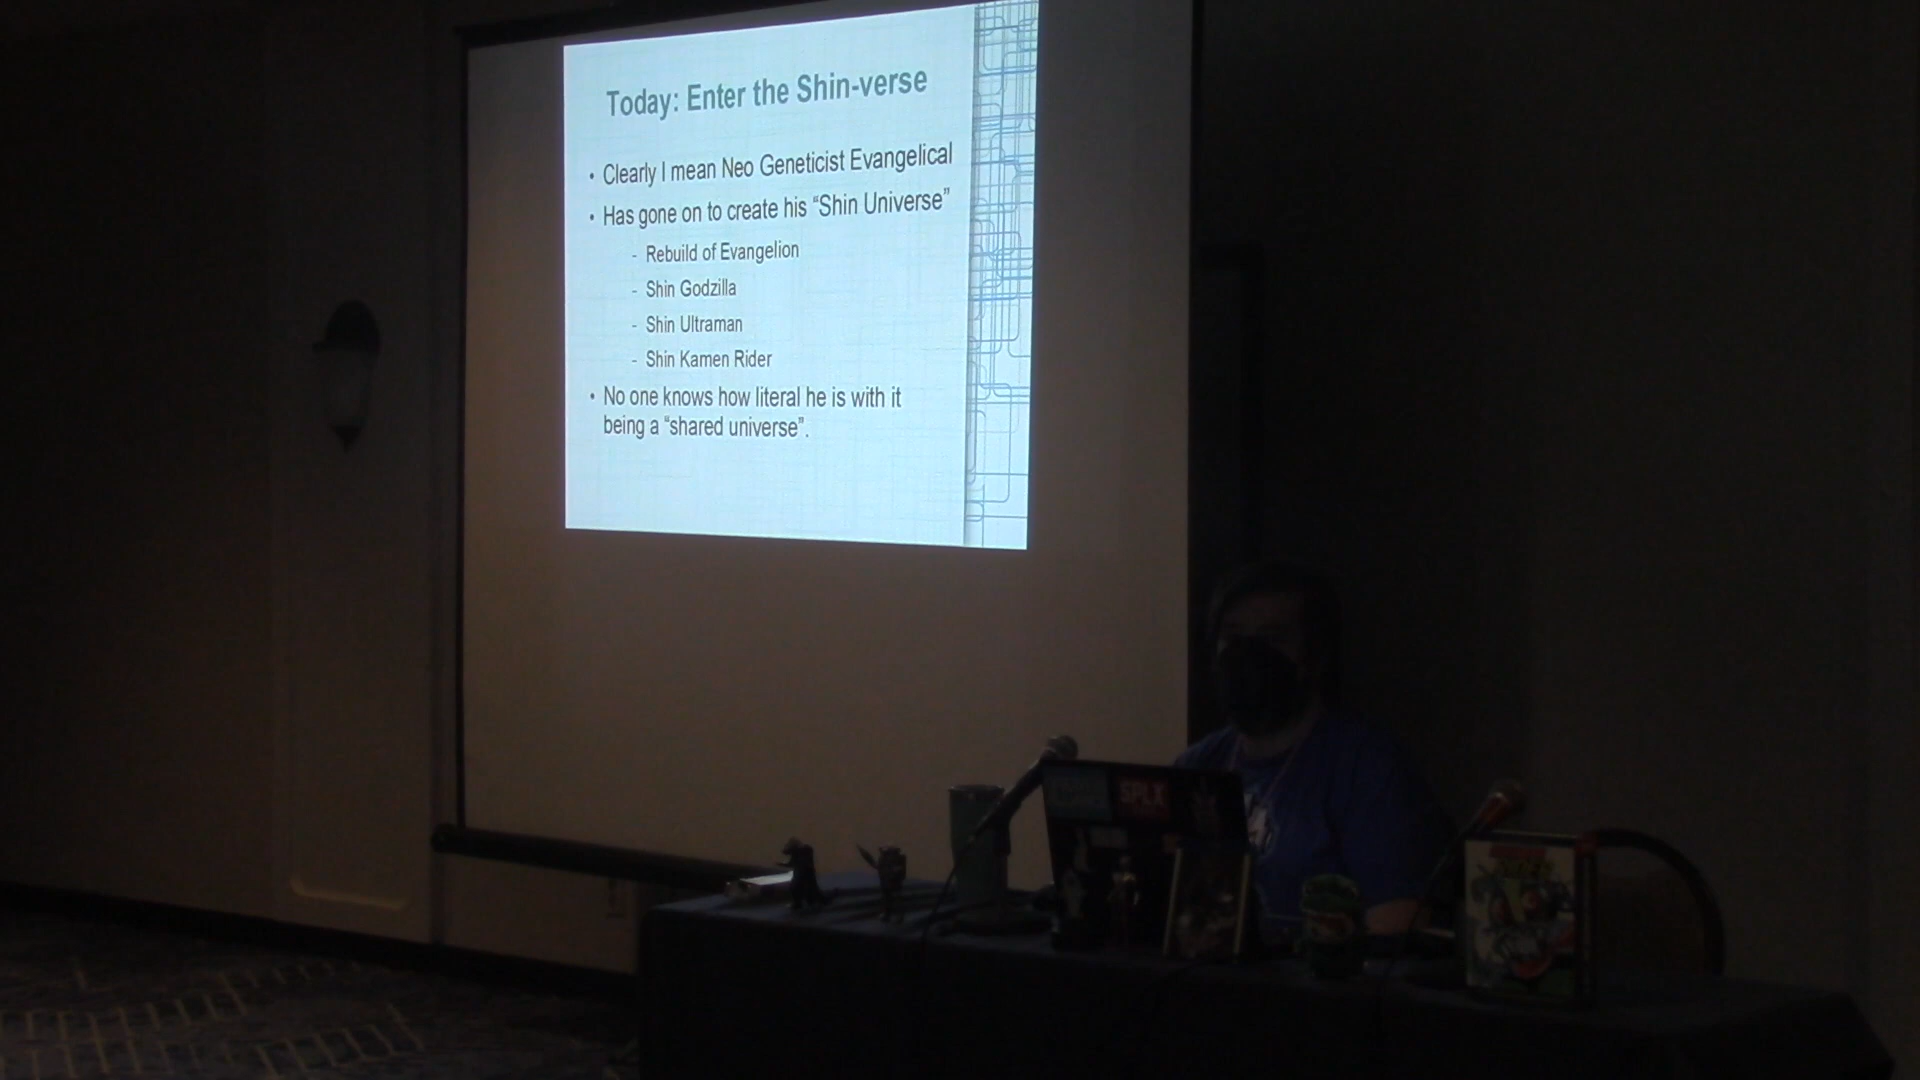 Today: Enter the Shin-verse
• Clearly I mean Neo Geneticist Evangelical
• Has gone on to create his “Shin Universe”
- Rebuild of Evangelion
- Shin Godzilla
- Shin Ultraman
- Shin Kamen Rider
• No one knows how literal he is with it
being a “shared universe”.
SPLX